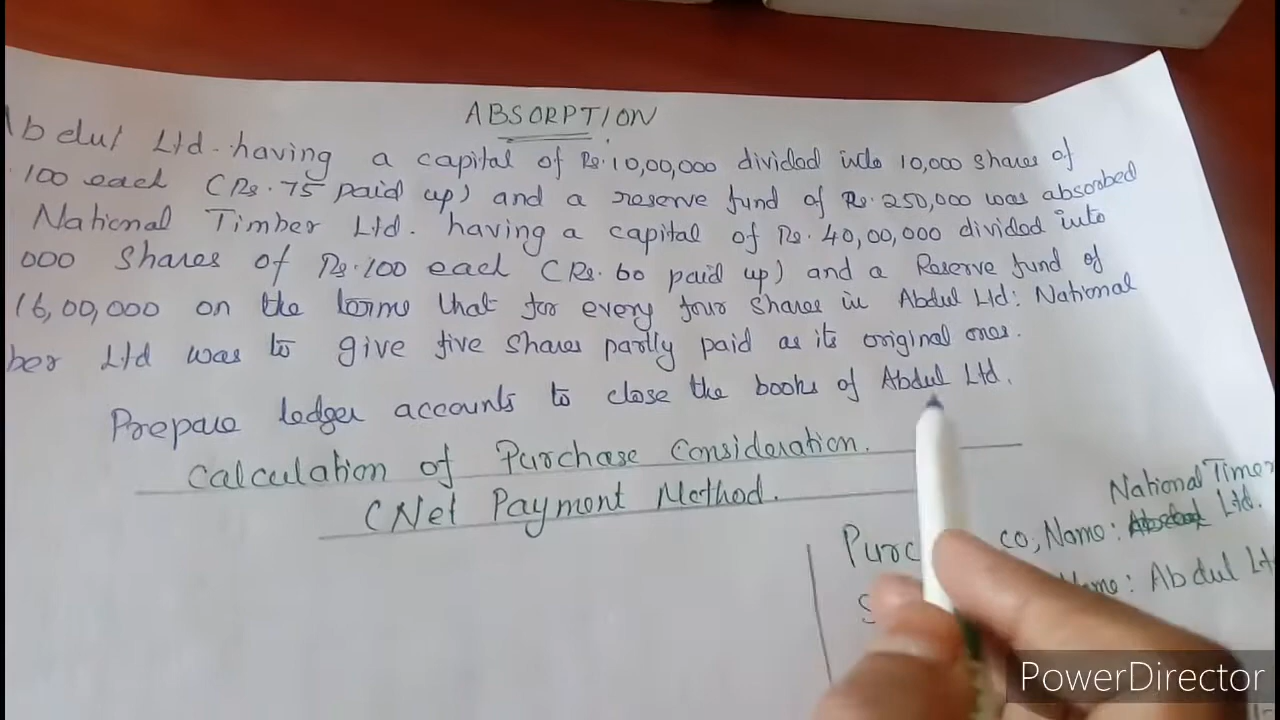 ABSORPTION
Abdul Ltd. having a capital of Rs. 10,00,000 divided into 10,000 shares of
100 each (Rs. 75 paid up) and a reserve fund of Rs. 250,000 was absorbed
National Timber Ltd. having a capital of Rs. 40,00,000 divided into
000 Shares of Rs. 100 each (Rs. 60 paid up) and a Reserve fund of
16,00,000 on the terms that for every four shares in Abdul Ltd: National
ber Ltd was to give five shares partly paid as its original ones.
Prepare ledger accounts to close the books of Abdul Ltd.
Calculation of Purchase Consideration.
(Net Payment Method.
National Timer
Purc co, Name: Ltd.
S Name: Abdul Lt
PowerDirector